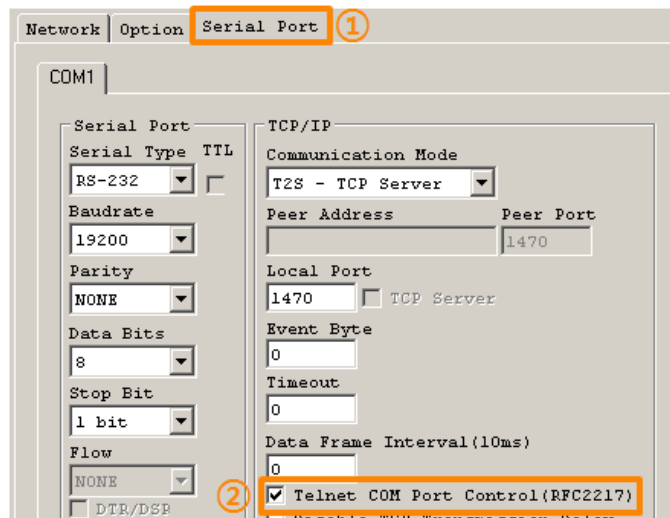 Network Option Serial Port ①
COM1
Serial Port
Serial Type TTL
RS-232
Baudrate
19200
Parity
NONE
Data Bits
8
Stop Bit
1 bit
Flow
NONE
DTR/DSR
TCP/IP
Communication Mode
T2S - TCP Server
Peer Address Peer Port
1470
Local Port
1470 TCP Server
Event Byte
0
Timeout
0
Data Frame Interval(10ms)
0
② Telnet COM Port Control(RFC2217)